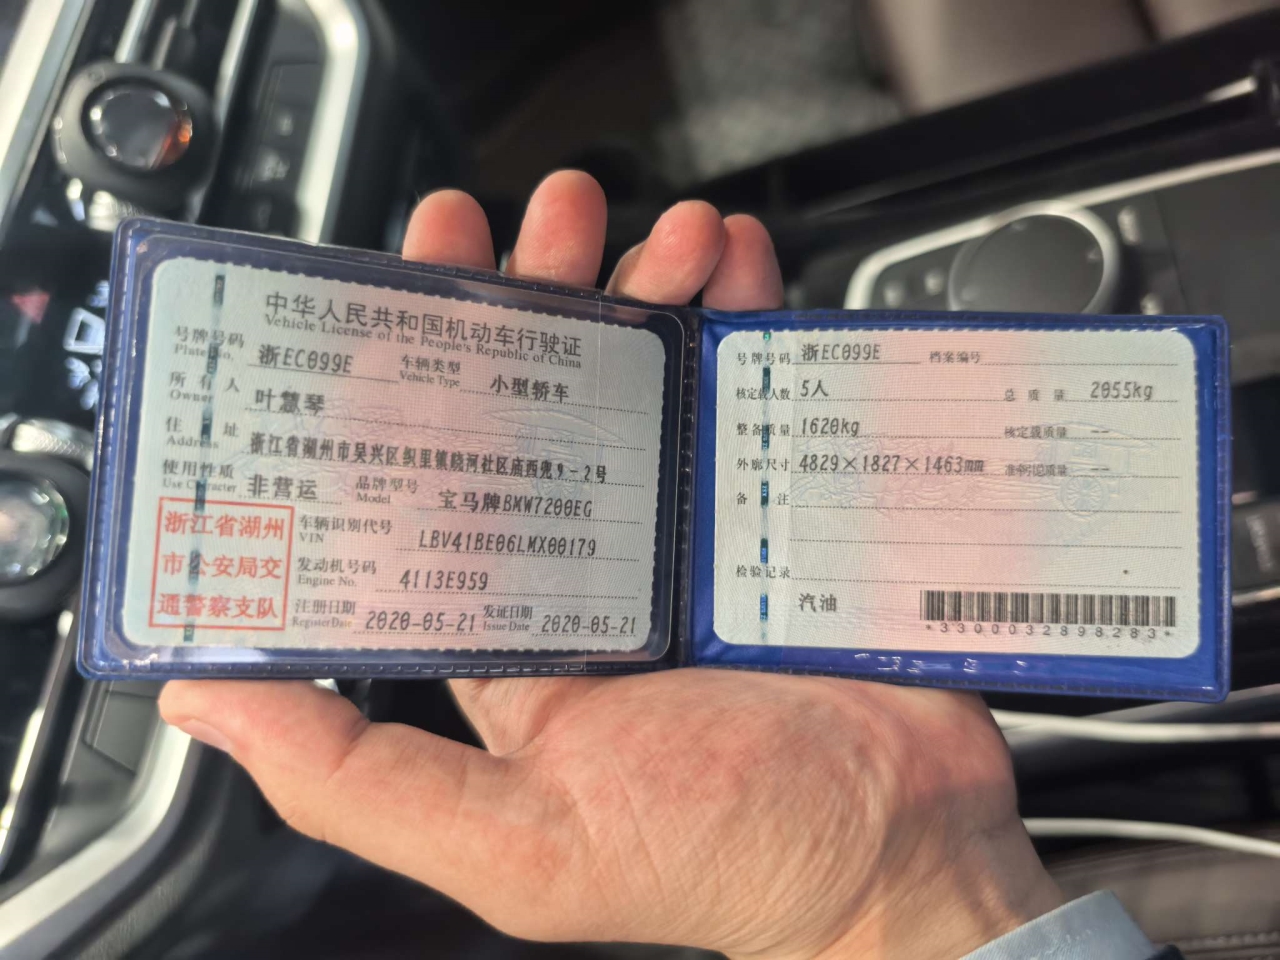 中华人民共和国机动车行驶证
Vehicle License of the People's Republic of China
号牌号码 浙EC099E 车辆类型 小型轿车
Plate No. Vehicle Type
所有人 叶慧琴
Owner
住址 浙江省湖州市吴兴区织里镇晓河社区庙西兜9-2号
Address
使用性质 非营运 品牌型号 宝马牌BMW7200EG
Use Character Model
浙江省湖州
市公安局交
通警察支队
车辆识别代号 LBV41BE06LMX00179
VIN
发动机号码 4113E959
Engine No.
注册日期 2020-05-21 发证日期 2020-05-21
Register Date Issue Date
号牌号码 浙EC099E 档案编号
核定载人数 5人 总质量 2055kg
整备质量 1620kg 核定载质量 --
外廓尺寸 4829×1827×1463mm 准牵引总质量 --
备注
检验记录
汽油
*3300032898283*